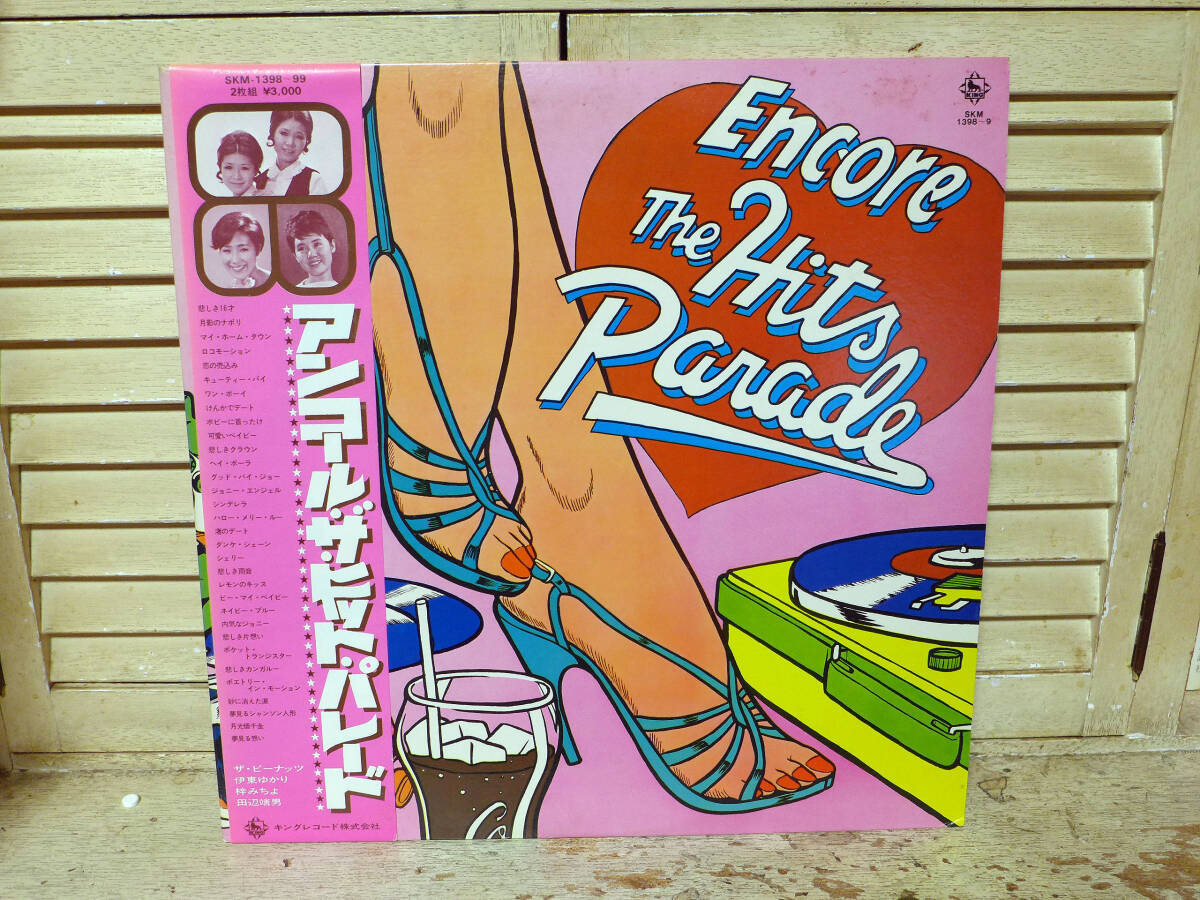 SKM-1398~99
2枚組 ¥3,000
悲しき16才
月影のナポリ
マイ・ホーム・タウン
ロコモーション
恋の売込み
キューティー・パイ
ワン・ボーイ
けんかでデート
ボビーに首ったけ
可愛いベイビー
悲しきクラウン
ヘイ・ポーラ
グッド・バイ・ジョー
ジョニー・エンジェル
シンデレラ
ハロー・メリー・ルー
渚のデート
ダンケ・シェーン
シェリー
悲しき雨音
レモンのキッス
ビー・マイ・ベイビー
ネイビー・ブルー
内気なジョニー
悲しき片想い
ポケット・
トランジスター
悲しきカンガルー
ポエトリー・
イン・モーション
砂に消えた涙
夢見るシャンソン人形
月光価千金
夢見る想い
ザ・ピーナッツ
伊東ゆかり
梓みちよ
田辺靖男
キングレコード株式会社
アンコール・ザ・ヒット・パレード
Encore
The Hits
Parade
KING
SKM
1398~9
Co